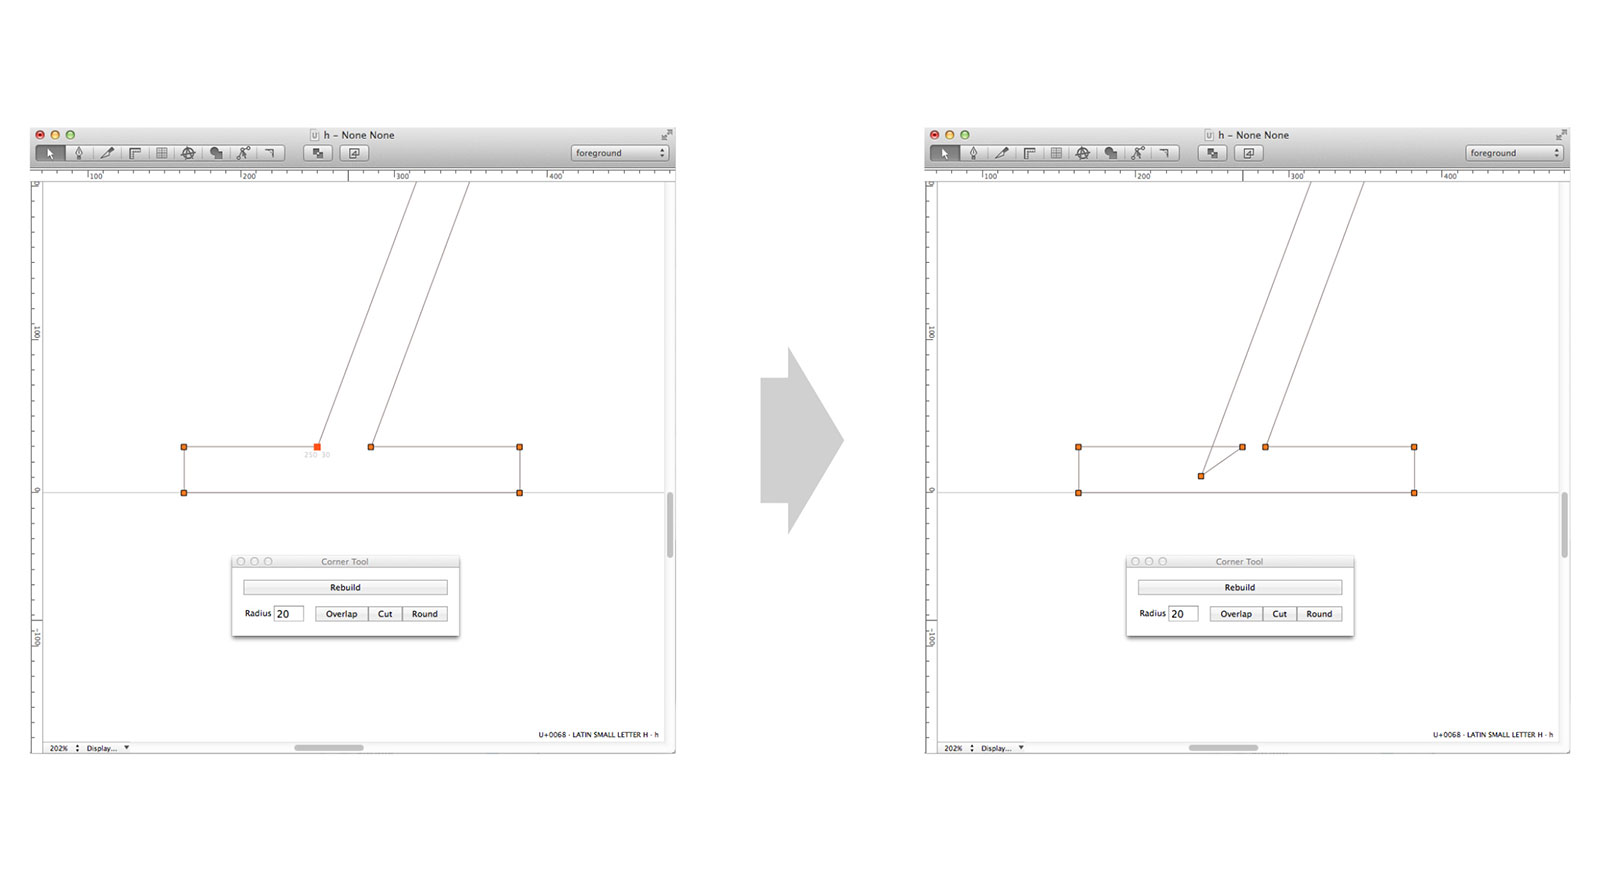 h – None None
foreground
100 200 300 400
100
0
-100
250 30
Corner Tool
Rebuild
Radius 20 Overlap Cut Round
U+0068 · LATIN SMALL LETTER H · h
202% Display...
h – None None
foreground
100 200 300 400
100
0
-100
Corner Tool
Rebuild
Radius 20 Overlap Cut Round
U+0068 · LATIN SMALL LETTER H · h
202% Display...